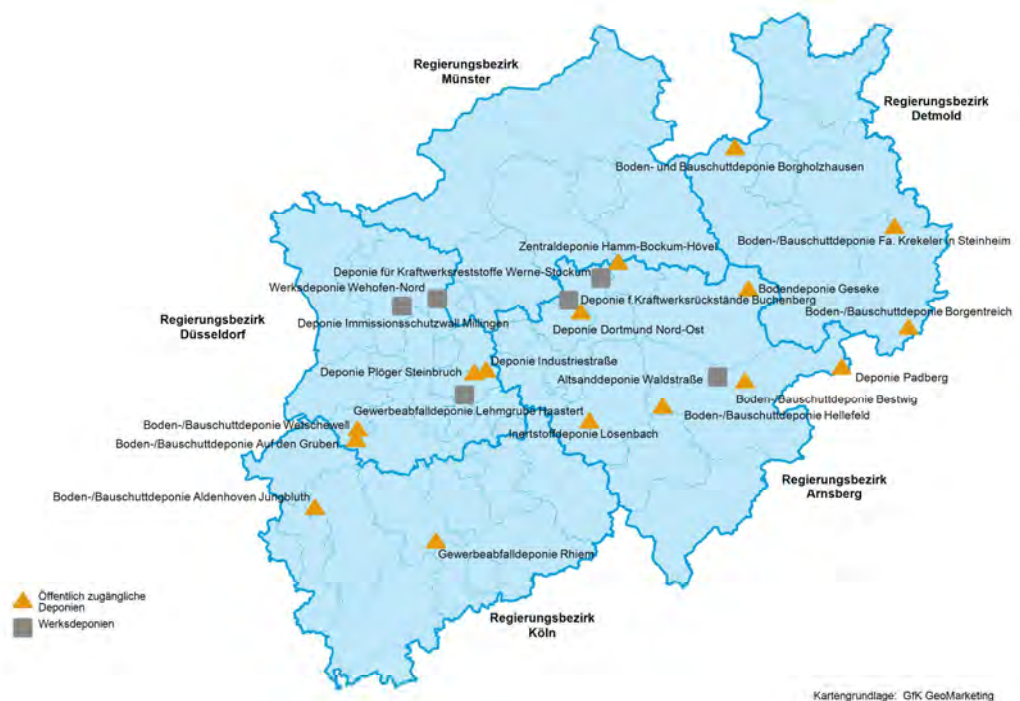 Regierungsbezirk
Münster
Regierungsbezirk
Detmold
Boden- und Bauschuttdeponie Borgholzhausen
Boden-/Bauschuttdeponie Fa. Krekeler in Steinheim
Zentraldeponie Hamm-Bockum-Hövel
Deponie für Kraftwerksreststoffe Werne-Stockum
Werksdeponie Wehofen-Nord
Bodendeponie Geseke
Deponie f.Kraftwerksrückstände Buchenberg
Boden-/Bauschuttdeponie Borgentreich
Regierungsbezirk
Düsseldorf
Deponie Immissionsschutzwall Millingen
Deponie Dortmund Nord-Ost
Deponie Industriestraße
Deponie Plöger Steinbruch
Altsanddeponie Waldstraße
Deponie Padberg
Boden-/Bauschuttdeponie Bestwig
Gewerbeabfalldeponie Lehmgrube Haastert
Boden-/Bauschuttdeponie Hellefeld
Boden-/Bauschuttdeponie Wetschewell
Inertstoffdeponie Lösenbach
Boden-/Bauschuttdeponie Auf den Gruben
Regierungsbezirk
Arnsberg
Boden-/Bauschuttdeponie Aldenhoven Jungbluth
Gewerbeabfalldeponie Rhiem
Öffentlich zugängliche
Deponien
Werksdeponien
Regierungsbezirk
Köln
Kartengrundlage: GfK GeoMarketing